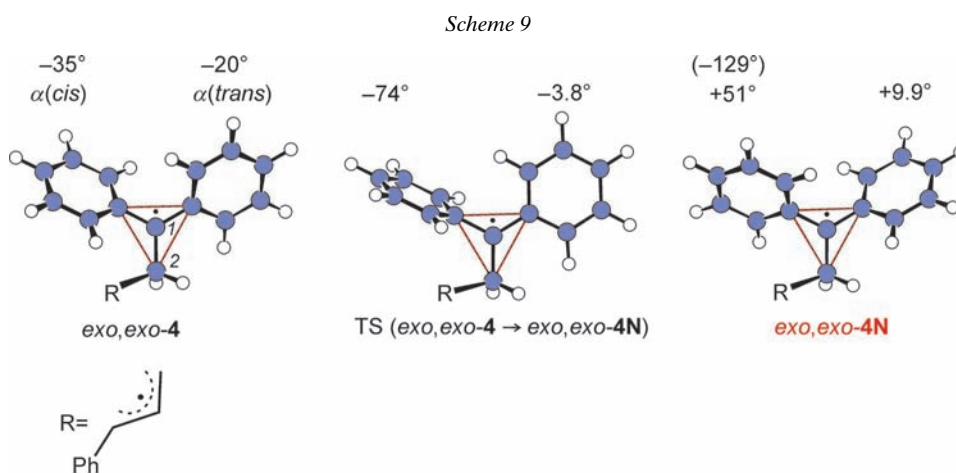 Scheme 9
–35° –20° –74° –3.8° (–129°)
α(cis) α(trans) +51° +9.9°
1
2
R R R
exo,exo-4 TS (exo,exo-4 → exo,exo-4N) exo,exo-4N
R=
Ph